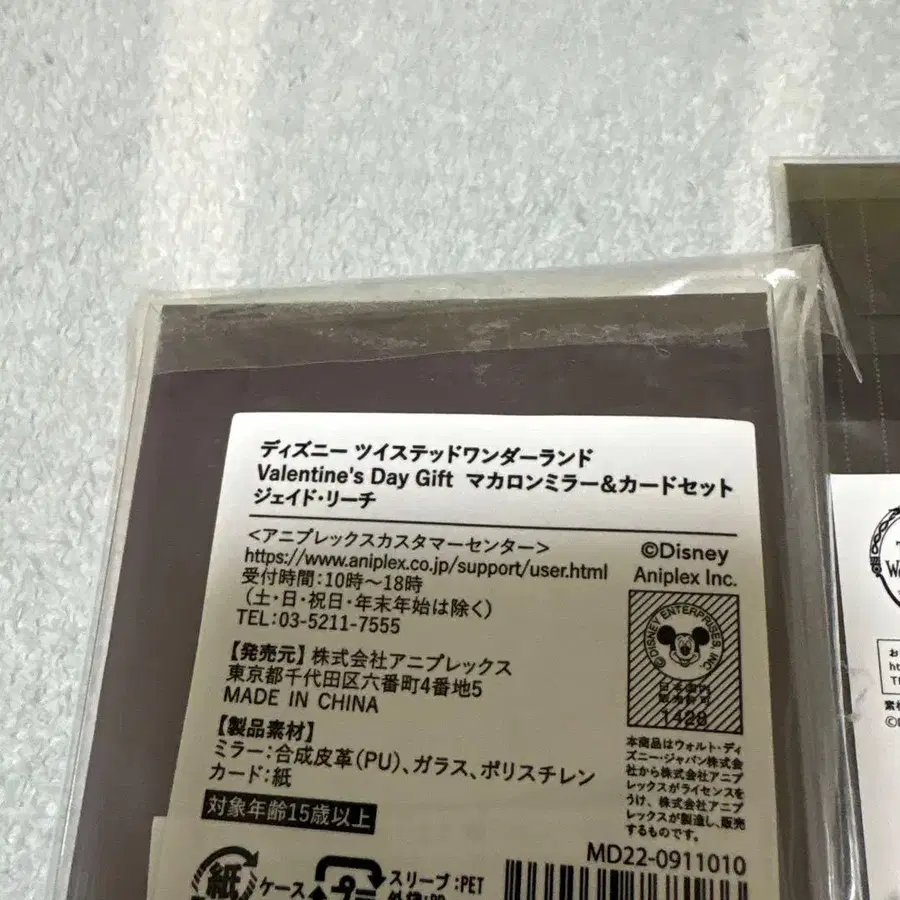 ディズニー ツイステッドワンダーランド
Valentine's Day Gift マカロンミラー＆カードセット
ジェイド・リーチ
＜アニプレックスカスタマーセンター＞
https://www.aniplex.co.jp/support/user.html
受付時間：10時〜18時
（土・日・祝日・年末年始は除く）
TEL：03-5211-7555
【発売元】株式会社アニプレックス
東京都千代田区六番町4番地5
MADE IN CHINA
【製品素材】
ミラー：合成皮革（PU）、ガラス、ポリスチレン
カード：紙
対象年齢15歳以上
©Disney
Aniplex Inc.
©DISNEY ENTERPRISES, INC.
日本国内
販売許可
1428
本商品はウォルト・ディ
ズニー・ジャパン株式会
社から株式会社アニプ
レックスがライセンスを
うけ、株式会社アニプ
レックスが製造し、販売
するものです。
MD22-0911010
紙
ケース
プ
スリーブ：PET